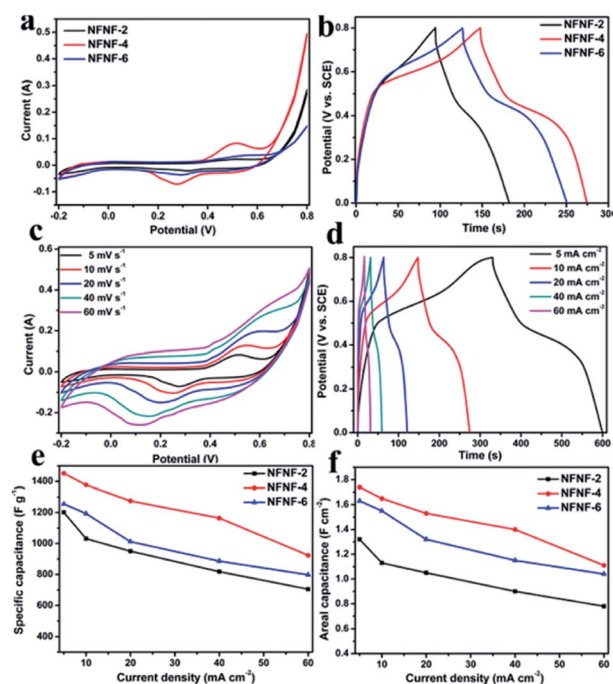 a
NFNF-2
NFNF-4
NFNF-6
0.5
0.4
0.3
0.2
0.1
0.0
-0.1
Current (A)
-0.2 0.0 0.2 0.4 0.6 0.8
Potential (V)
b
NFNF-2
NFNF-4
NFNF-6
0.8
0.6
0.4
0.2
0.0
Potential (V vs. SCE)
0 50 100 150 200 250 300
Time (s)
c
5 mV s⁻¹
10 mV s⁻¹
20 mV s⁻¹
40 mV s⁻¹
60 mV s⁻¹
0.6
0.4
0.2
0.0
-0.2
Current (A)
-0.2 0.0 0.2 0.4 0.6 0.8
Potential (V)
d
5 mA cm⁻²
10 mA cm⁻²
20 mA cm⁻²
40 mA cm⁻²
60 mA cm⁻²
0.8
0.6
0.4
0.2
0.0
Potential (V vs. SCE)
0 100 200 300 400 500 600
Time (s)
e
NFNF-2
NFNF-4
NFNF-6
1400
1200
1000
800
600
400
Specific capacitance (F g⁻¹)
10 20 30 40 50 60
Current density (mA cm⁻²)
f
NFNF-2
NFNF-4
NFNF-6
1.8
1.6
1.4
1.2
1.0
0.8
0.6
0.4
Areal capacitance (F cm⁻²)
10 20 30 40 50 60
Current density (mA cm⁻²)